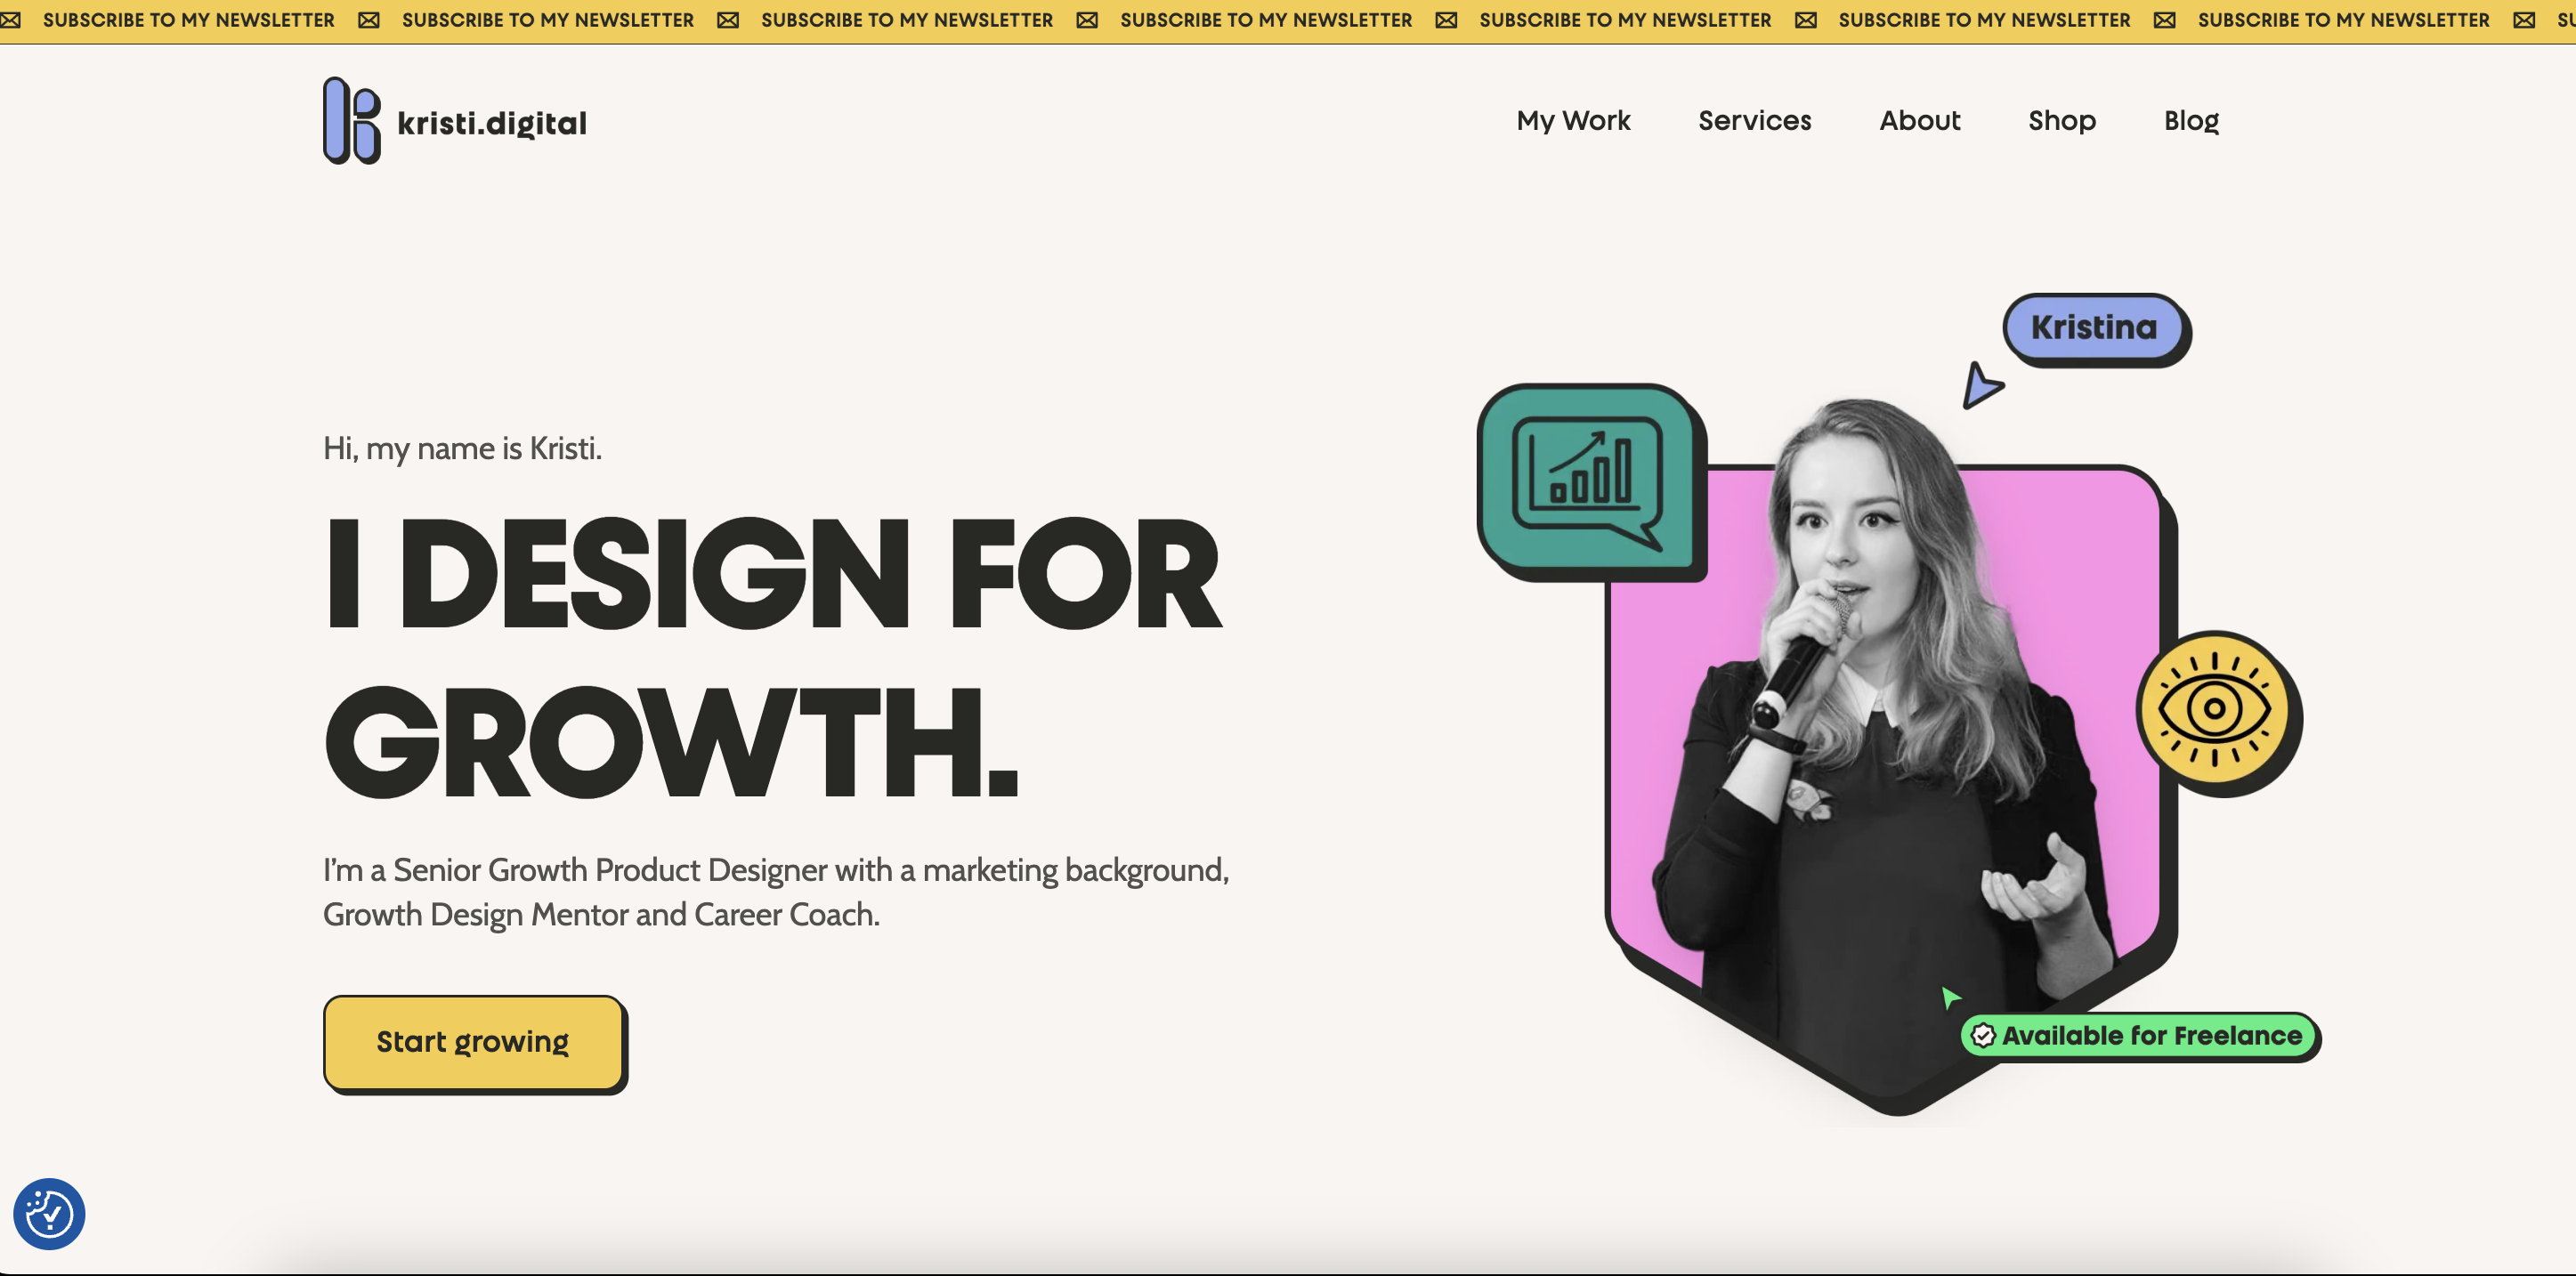 SUBSCRIBE TO MY NEWSLETTER SUBSCRIBE TO MY NEWSLETTER SUBSCRIBE TO MY NEWSLETTER SUBSCRIBE TO MY NEWSLETTER SUBSCRIBE TO MY NEWSLETTER SUBSCRIBE TO MY NEWSLETTER SUBSCRIBE TO MY NEWSLETTER SU
kristi.digital
My Work Services About Shop Blog
Hi, my name is Kristi.
I DESIGN FOR
GROWTH.
I'm a Senior Growth Product Designer with a marketing background,
Growth Design Mentor and Career Coach.
Start growing
Kristina
Available for Freelance